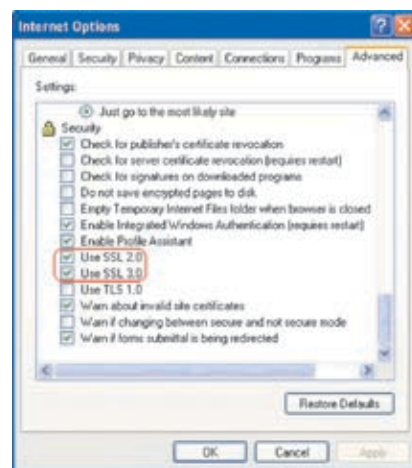 Internet Options
General Security Privacy Content Connections Programs Advanced
Settings:
Just go to the most likely site
Security
Check for publisher's certificate revocation
Check for server certificate revocation (requires restart)
Check for signatures on downloaded programs
Do not save encrypted pages to disk
Empty Temporary Internet Files folder when browser is closed
Enable Integrated Windows Authentication (requires restart)
Enable Profile Assistant
Use SSL 2.0
Use SSL 3.0
Use TLS 1.0
Warn about invalid site certificates
Warn if changing between secure and not secure mode
Warn if forms submittal is being redirected
Restore Defaults
OK Cancel Apply